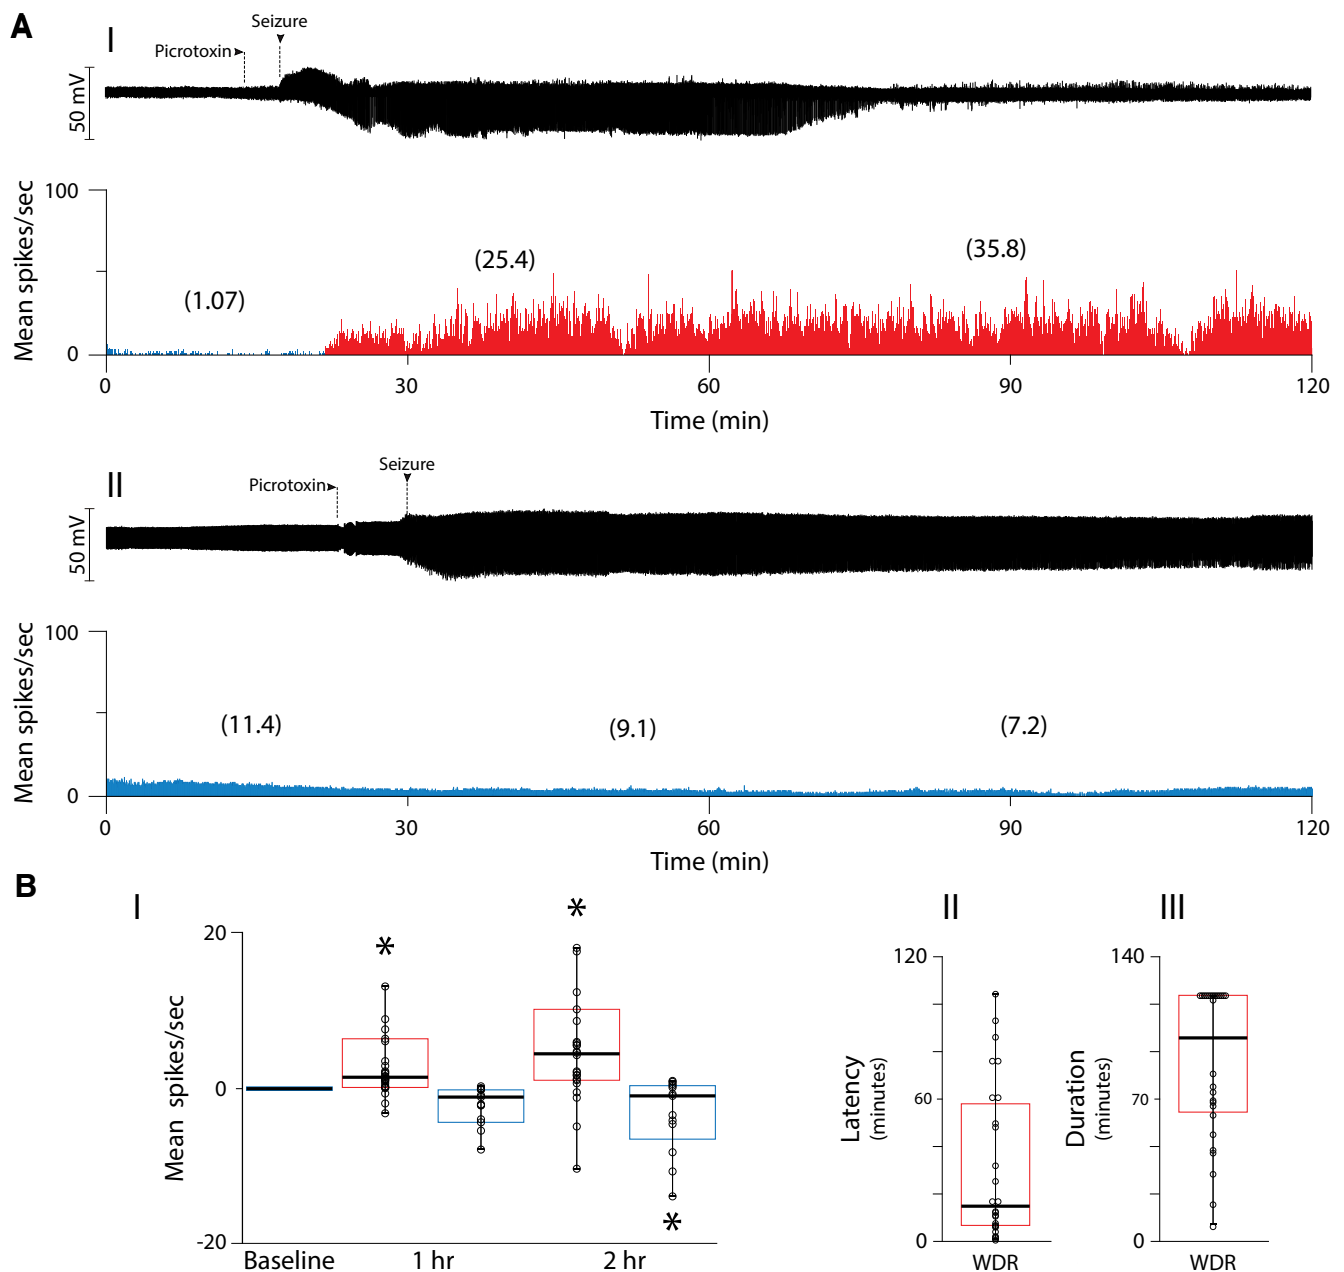 A
I
Seizure
Picrotoxin
50 mV
Mean spikes/sec
100
0
(1.07)
(25.4)
(35.8)
0 30 60 90 120
Time (min)
II
Seizure
Picrotoxin
50 mV
Mean spikes/sec
100
0
(11.4)
(9.1)
(7.2)
0 30 60 90 120
Time (min)
B
I
Mean spikes/sec
20
0
-20
*
*
*
Baseline 1 hr 2 hr
II
Latency
(minutes)
120
60
0
WDR
III
Duration
(minutes)
140
70
0
WDR